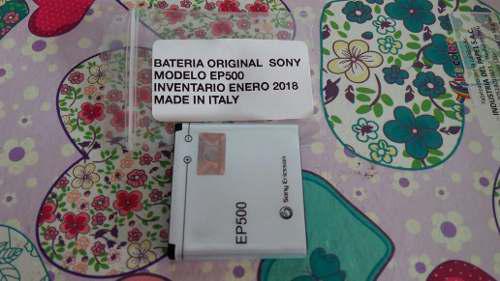 BATERIA ORIGINAL SONY
MODELO EP500
INVENTARIO ENERO 2018
MADE IN ITALY
Sony Ericsson
EP500